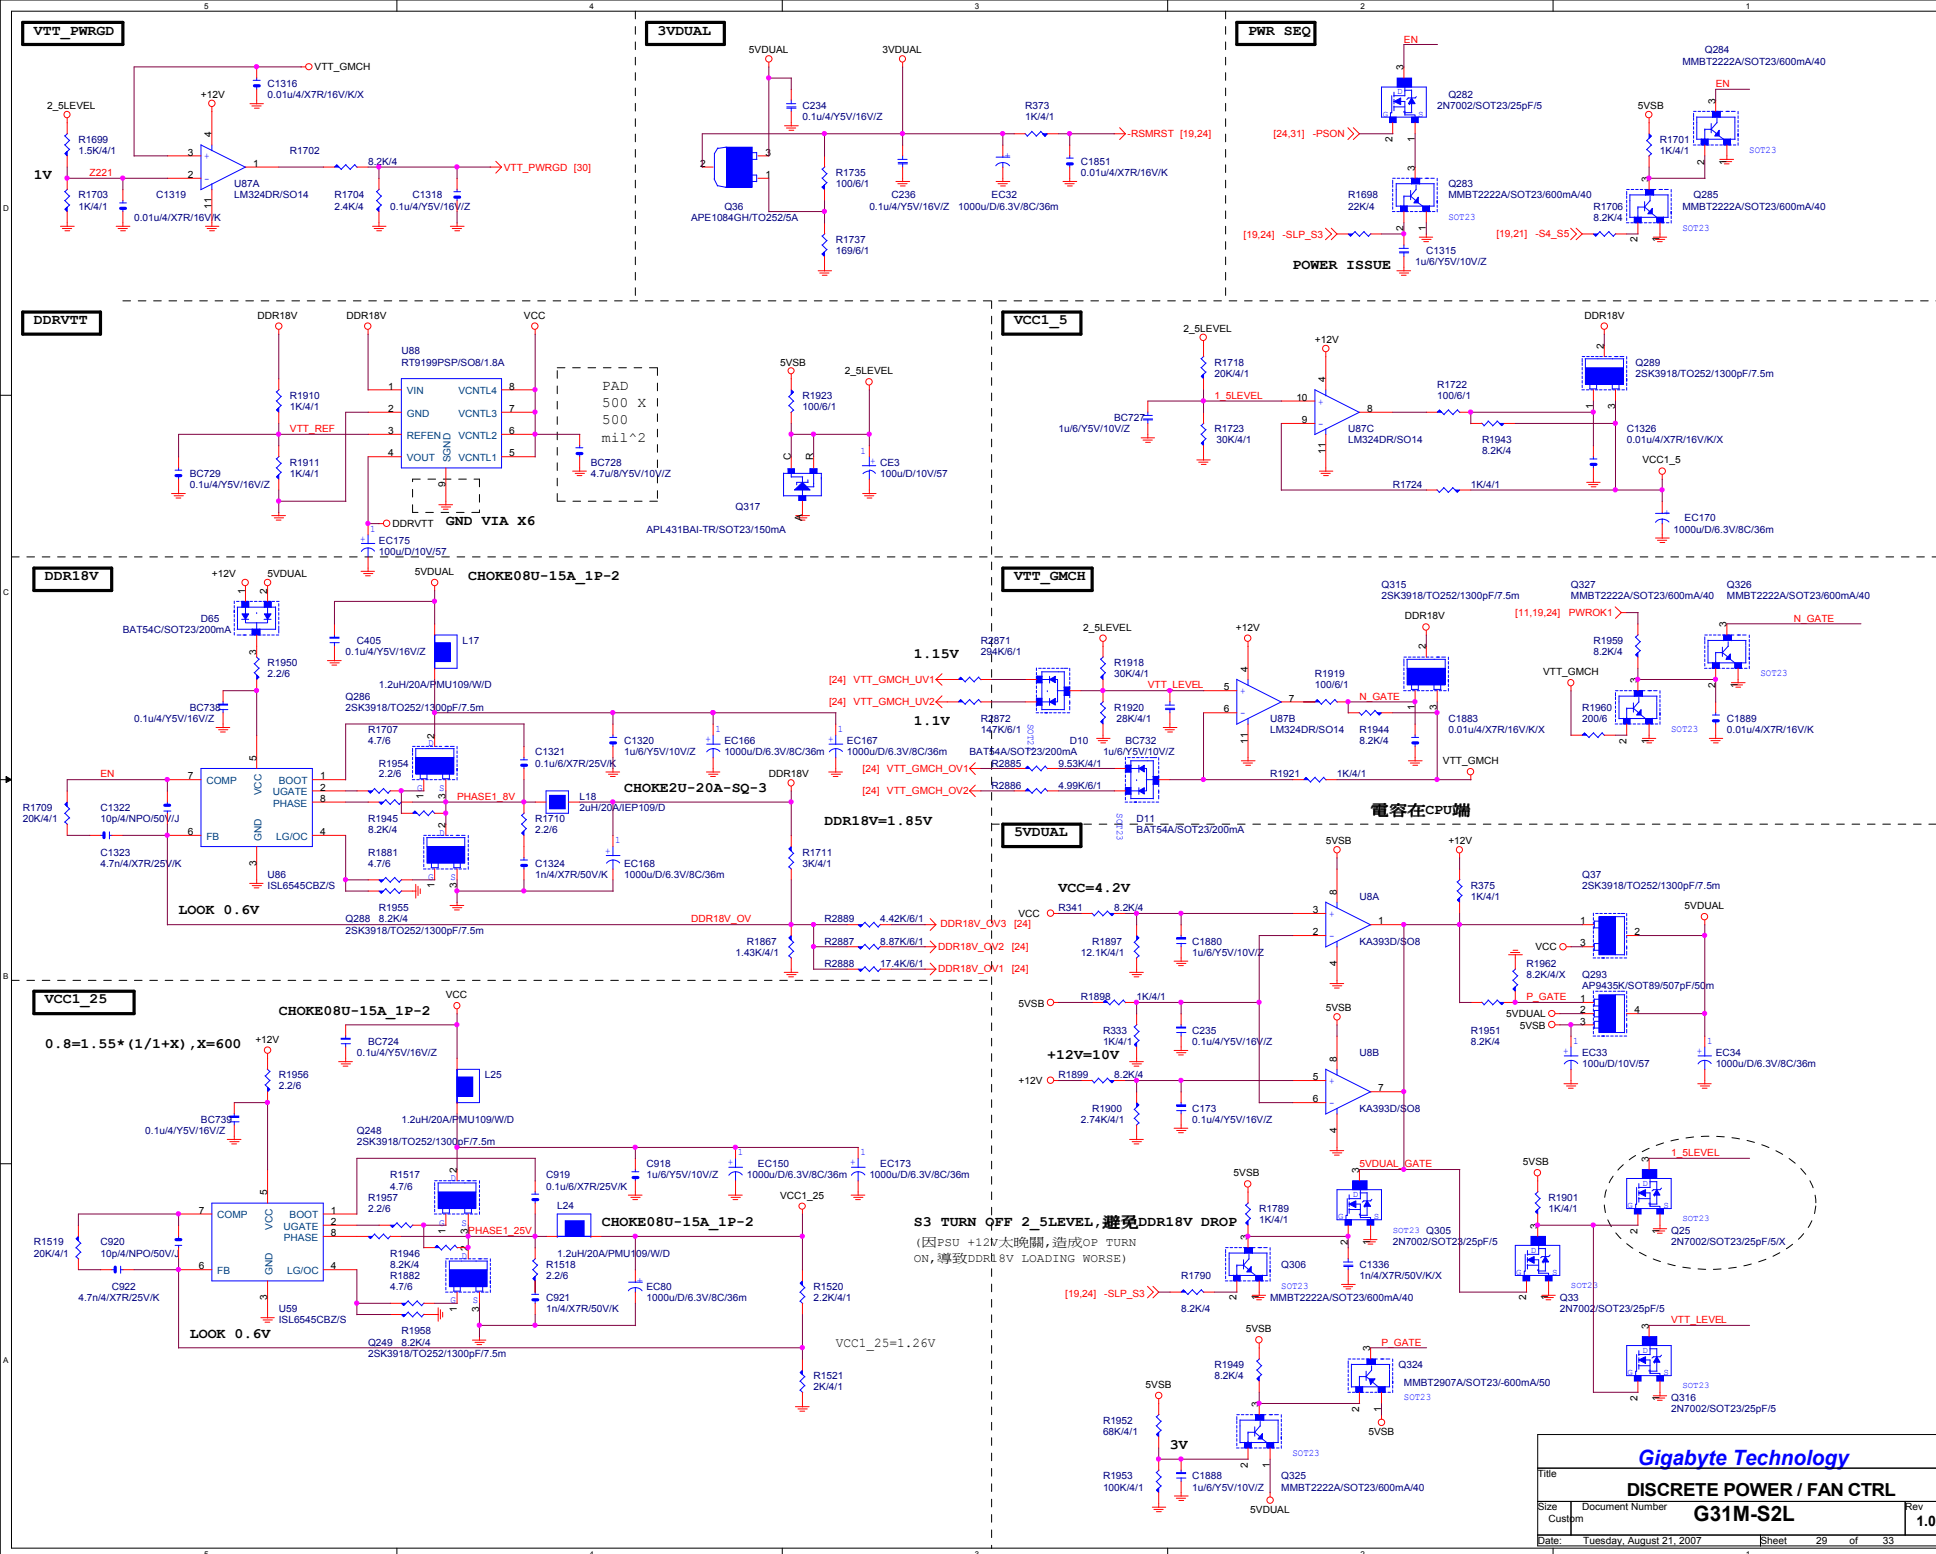 VTT_PWRGD
VTT_GMCH
C1316
0.01u/4/X7R/16V/K/X
2_5LEVEL
+12V
R1699
1.5K/4/1
R1702
8.2K/4
VTT_PWRGD [30]
1V
Z221
U87A
LM324DR/SO14
R1703
1K/4/1
C1319
0.01u/4/X7R/16V/K
R1704
2.4K/4
C1318
0.1u/4/Y5V/16V/Z
3VDUAL
5VDUAL
3VDUAL
C234
0.1u/4/Y5V/16V/Z
R373
1K/4/1
-RSMRST [19,24]
Q36
APE1084GH/TO252/5A
R1735
100/6/1
C236
0.1u/4/Y5V/16V/Z
EC32
1000u/D/6.3V/8C/36m
C1851
0.01u/4/X7R/16V/K
R1737
169/6/1
PWR SEQ
EN
Q282
2N7002/SOT23/25pF/5
[24,31] -PSON
Q283
MMBT2222A/SOT23/600mA/40
SOT23
R1698
22K/4
[19,24] -SLP_S3
C1315
1u/6/Y5V/10V/Z
POWER ISSUE
Q284
MMBT2222A/SOT23/600mA/40
EN
5VSB
R1701
1K/4/1
SOT23
Q285
MMBT2222A/SOT23/600mA/40
R1706
8.2K/4
SOT23
[19,21] -S4_S5
DDRVTT
DDR18V
DDR18V
VCC
U88
RT9199PSP/SO8/1.8A
VIN
GND
REFEN
VOUT
SGND
VCNTL4
VCNTL3
VCNTL2
VCNTL1
R1910
1K/4/1
VTT_REF
R1911
1K/4/1
BC729
0.1u/4/Y5V/16V/Z
BC728
4.7u/8/Y5V/10V/Z
PAD
500 X
500
mil^2
DDRVTT
GND VIA X6
EC175
100u/D/10V/57
5VSB
2_5LEVEL
R1923
100/6/1
CE3
100u/D/10V/57
Q317
APL431BAI-TR/SOT23/150mA
VCC1_5
2_5LEVEL
+12V
DDR18V
R1718
20K/4/1
1_5LEVEL
BC727
1u/6/Y5V/10V/Z
R1723
30K/4/1
U87C
LM324DR/SO14
R1722
100/6/1
R1943
8.2K/4
Q289
2SK3918/TO252/1300pF/7.5m
C1326
0.01u/4/X7R/16V/K/X
VCC1_5
R1724
1K/4/1
EC170
1000u/D/6.3V/8C/36m
DDR18V
+12V
5VDUAL
5VDUAL
CHOKE08U-15A_1P-2
D65
BAT54C/SOT23/200mA
C405
0.1u/4/Y5V/16V/Z
L17
1.2uH/20A/PMU109/W/D
R1950
2.2/6
BC738
0.1u/4/Y5V/16V/Z
Q286
2SK3918/TO252/1300pF/7.5m
R1707
4.7/6
R1954
2.2/6
C1321
0.1u/6/X7R/25V/K
C1320
1u/6/Y5V/10V/Z
EC166
1000u/D/6.3V/8C/36m
EC167
1000u/D/6.3V/8C/36m
DDR18V
EN
COMP
VCC
BOOT
UGATE
PHASE
FB
GND
LG/OC
R1709
20K/4/1
C1322
10p/4/NPO/50V/J
C1323
4.7n/4/X7R/25V/K
U86
ISL6545CBZ/S
LOOK 0.6V
PHASE1_8V
L18
2uH/20A/IEP109/D
CHOKE2U-20A-SQ-3
R1945
8.2K/4
R1881
4.7/6
R1710
2.2/6
C1324
1n/4/X7R/50V/K
EC168
1000u/D/6.3V/8C/36m
DDR18V=1.85V
R1711
3K/4/1
R1955
8.2K/4
Q288
2SK3918/TO252/1300pF/7.5m
DDR18V_OV
R1867
1.43K/4/1
R2889 4.42K/6/1 DDR18V_OV3 [24]
R2887 8.87K/6/1 DDR18V_OV2 [24]
R2888 17.4K/6/1 DDR18V_OV1 [24]
VTT_GMCH
1.15V
[24] VTT_GMCH_UV1
[24] VTT_GMCH_UV2
1.1V
R2871
294K/6/1
R2872
147K/6/1
D10
BAT54A/SOT23/200mA
2_5LEVEL
R1918
30K/4/1
VTT_LEVEL
R1920
28K/4/1
BC732
1u/6/Y5V/10V/Z
+12V
U87B
LM324DR/SO14
R1919
100/6/1
N_GATE
R1944
8.2K/4
Q315
2SK3918/TO252/1300pF/7.5m
DDR18V
C1883
0.01u/4/X7R/16V/K/X
VTT_GMCH
R1921
1K/4/1
[24] VTT_GMCH_OV1
R2885 9.53K/4/1
[24] VTT_GMCH_OV2
R2886 4.99K/6/1
D11
BAT54A/SOT23/200mA
SOT23
電容在CPU端
Q327
MMBT2222A/SOT23/600mA/40
Q326
MMBT2222A/SOT23/600mA/40
[11,19,24] PWROK1
R1959
8.2K/4
N_GATE
VTT_GMCH
SOT23
R1960
200/6
SOT23
C1889
0.01u/4/X7R/16V/K
5VDUAL
VCC=4.2V
VCC
R341
8.2K/4
R1897
12.1K/4/1
C1880
1u/6/Y5V/10V/Z
5VSB
U8A
KA393D/SO8
+12V
R375
1K/4/1
Q37
2SK3918/TO252/1300pF/7.5m
5VDUAL
VCC
R1962
8.2K/4/X
Q293
AP9435K/SOT89/507pF/50m
P_GATE
5VDUAL
5VSB
R1951
8.2K/4
EC33
100u/D/10V/57
EC34
1000u/D/6.3V/8C/36m
5VSB
R1898
1K/4/1
R333
1K/4/1
C235
0.1u/4/Y5V/16V/Z
+12V=10V
+12V
R1899
8.2K/4
R1900
2.74K/4/1
C173
0.1u/4/Y5V/16V/Z
5VSB
U8B
KA393D/SO8
5VDUAL_GATE
S3 TURN OFF 2_5LEVEL,避免DDR18V DROP
(因PSU +12V太晚關,造成OP TURN
ON,導致DDR18V LOADING WORSE)
5VSB
R1789
1K/4/1
SOT23
Q305
2N7002/SOT23/25pF/5
Q306
SOT23
MMBT2222A/SOT23/600mA/40
C1336
1n/4/X7R/50V/K/X
[19,24] -SLP_S3
R1790
8.2K/4
5VSB
R1901
1K/4/1
1_5LEVEL
SOT23
Q25
2N7002/SOT23/25pF/5/X
SOT23
Q33
2N7002/SOT23/25pF/5
VTT_LEVEL
SOT23
Q316
2N7002/SOT23/25pF/5
5VSB
R1949
8.2K/4
P_GATE
Q324
MMBT2907A/SOT23/-600mA/50
SOT23
5VSB
5VSB
R1952
68K/4/1
3V
R1953
100K/4/1
C1888
1u/6/Y5V/10V/Z
SOT23
Q325
MMBT2222A/SOT23/600mA/40
5VDUAL
VCC1_25
VCC
CHOKE08U-15A_1P-2
0.8=1.55*(1/1+X),X=600
+12V
BC724
0.1u/4/Y5V/16V/Z
R1956
2.2/6
L25
1.2uH/20A/PMU109/W/D
BC739
0.1u/4/Y5V/16V/Z
Q248
2SK3918/TO252/1300pF/7.5m
R1517
4.7/6
R1957
2.2/6
C919
0.1u/6/X7R/25V/K
C918
1u/6/Y5V/10V/Z
EC150
1000u/D/6.3V/8C/36m
EC173
1000u/D/6.3V/8C/36m
VCC1_25
COMP
VCC
BOOT
UGATE
PHASE
FB
GND
LG/OC
R1519
20K/4/1
C920
10p/4/NPO/50V/J
C922
4.7n/4/X7R/25V/K
U59
ISL6545CBZ/S
LOOK 0.6V
PHASE1_25V
L24
CHOKE08U-15A_1P-2
1.2uH/20A/PMU109/W/D
R1946
8.2K/4
R1882
4.7/6
R1518
2.2/6
C921
1n/4/X7R/50V/K
EC80
1000u/D/6.3V/8C/36m
R1520
2.2K/4/1
R1958
8.2K/4
Q249
2SK3918/TO252/1300pF/7.5m
VCC1_25=1.26V
R1521
2K/4/1
Gigabyte Technology
Title
DISCRETE POWER / FAN CTRL
Size
Custom
Document Number
G31M-S2L
Rev
1.0
Date: Tuesday, August 21, 2007 Sheet 29 of 33